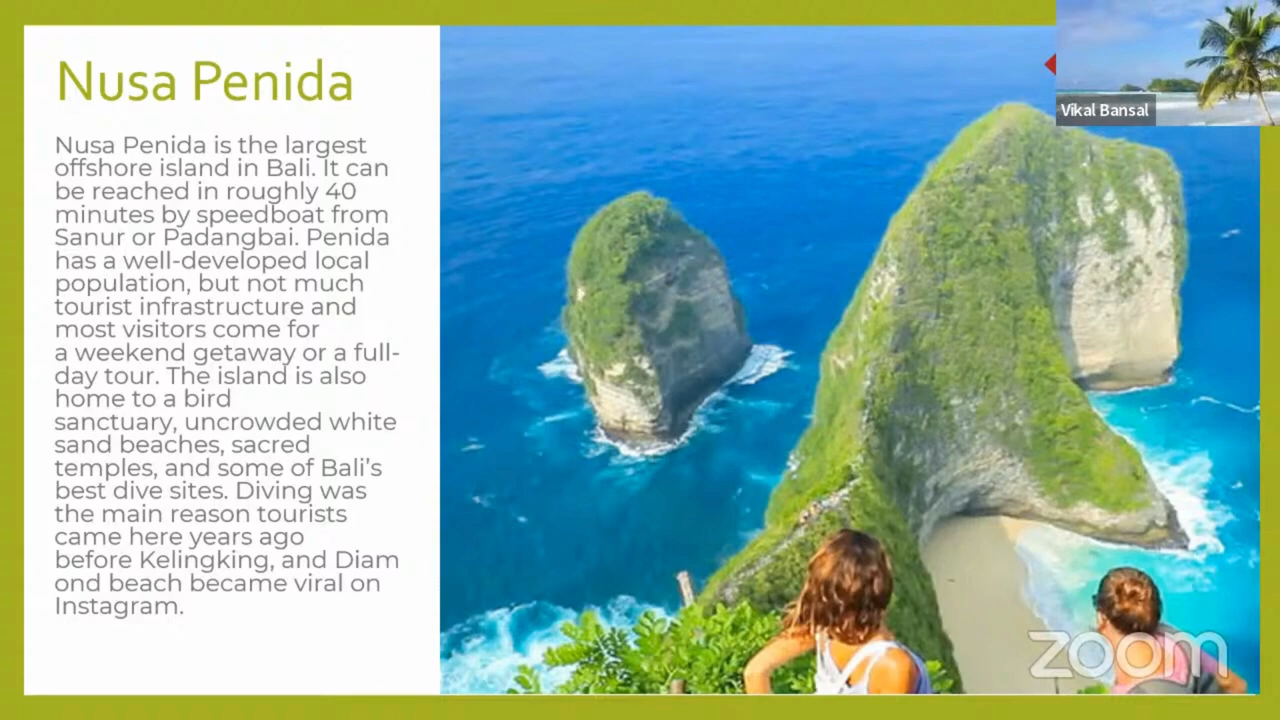 Nusa Penida
Nusa Penida is the largest
offshore island in Bali. It can
be reached in roughly 40
minutes by speedboat from
Sanur or Padangbai. Penida
has a well-developed local
population, but not much
tourist infrastructure and
most visitors come for
a weekend getaway or a full-
day tour. The island is also
home to a bird
sanctuary, uncrowded white
sand beaches, sacred
temples, and some of Bali’s
best dive sites. Diving was
the main reason tourists
came here years ago
before Kelingking, and Diam
ond beach became viral on
Instagram.
Vikal Bansal
zoom